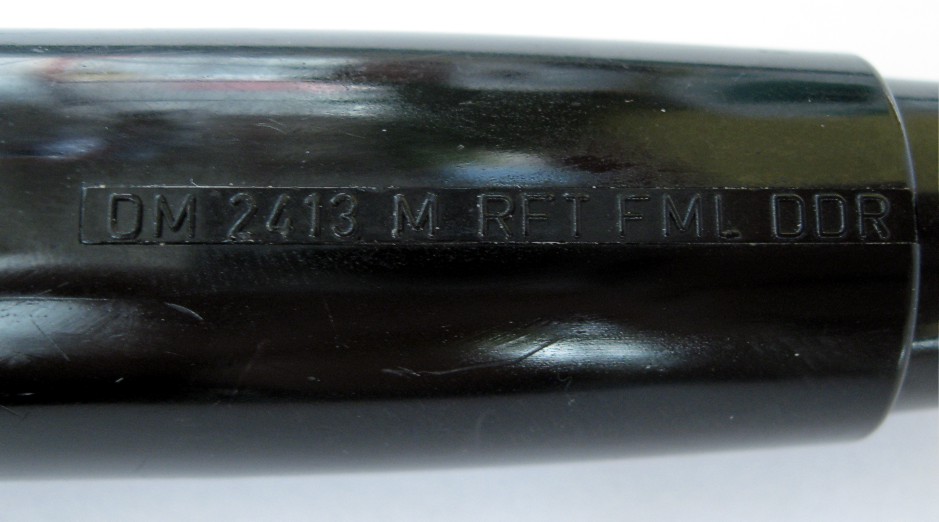 DM 2413 M RFT FML DDR